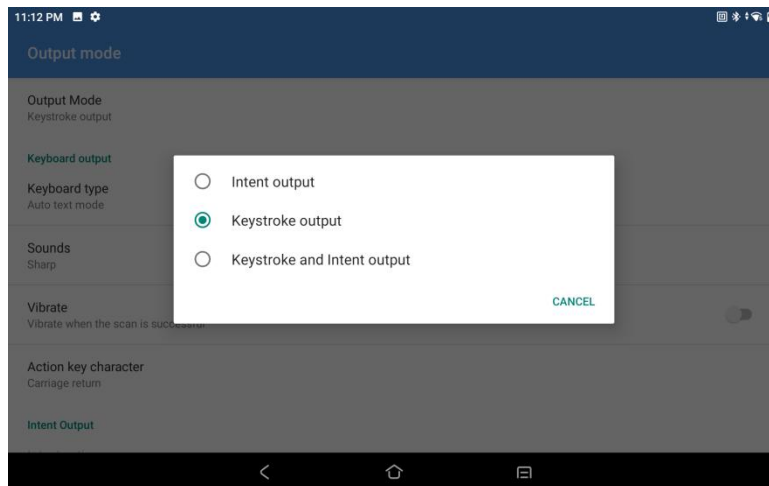 11:12 PM
Output mode
Output Mode
Keystroke output
Keyboard output
Keyboard type
Auto text mode
Sounds
Sharp
Vibrate
Vibrate when the scan is successful
Action key character
Carriage return
Intent Output
Intent output
Keystroke output
Keystroke and Intent output
CANCEL